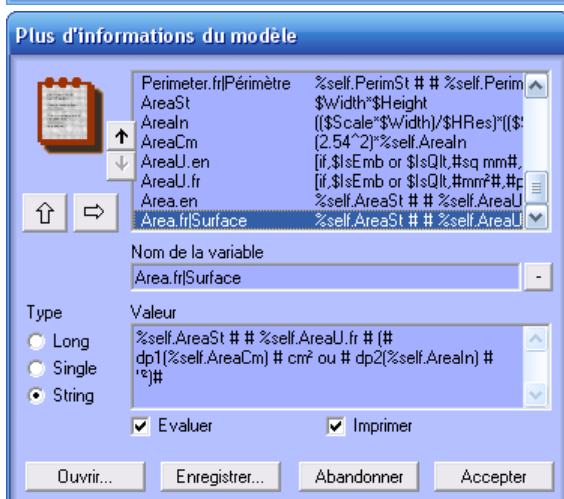 Plus d'informations du modèle
Perimeter.fr|Périmètre %self.PerimSt # # %self.Perim
AreaSt $Width*$Height
AreaIn (($Scale*$Width)/$HRes)*(($
AreaCm (2.54^2)*%self.AreaIn
AreaU.en [if,$IsEmb or $IsQlt,#sq mm#,
AreaU.fr [if,$IsEmb or $IsQlt,#mm²#,#p
Area.en %self.AreaSt # # %self.AreaU
Area.fr|Surface %self.AreaSt # # %self.AreaU
Nom de la variable
Area.fr|Surface
-
Type
Valeur
Long
Single
String
%self.AreaSt # # %self.AreaU.fr # (#
dp1(%self.AreaCm) # cm² ou # dp2(%self.AreaIn) #
'²)#
Evaluer
Imprimer
Ouvrir...
Enregistrer...
Abandonner
Accepter